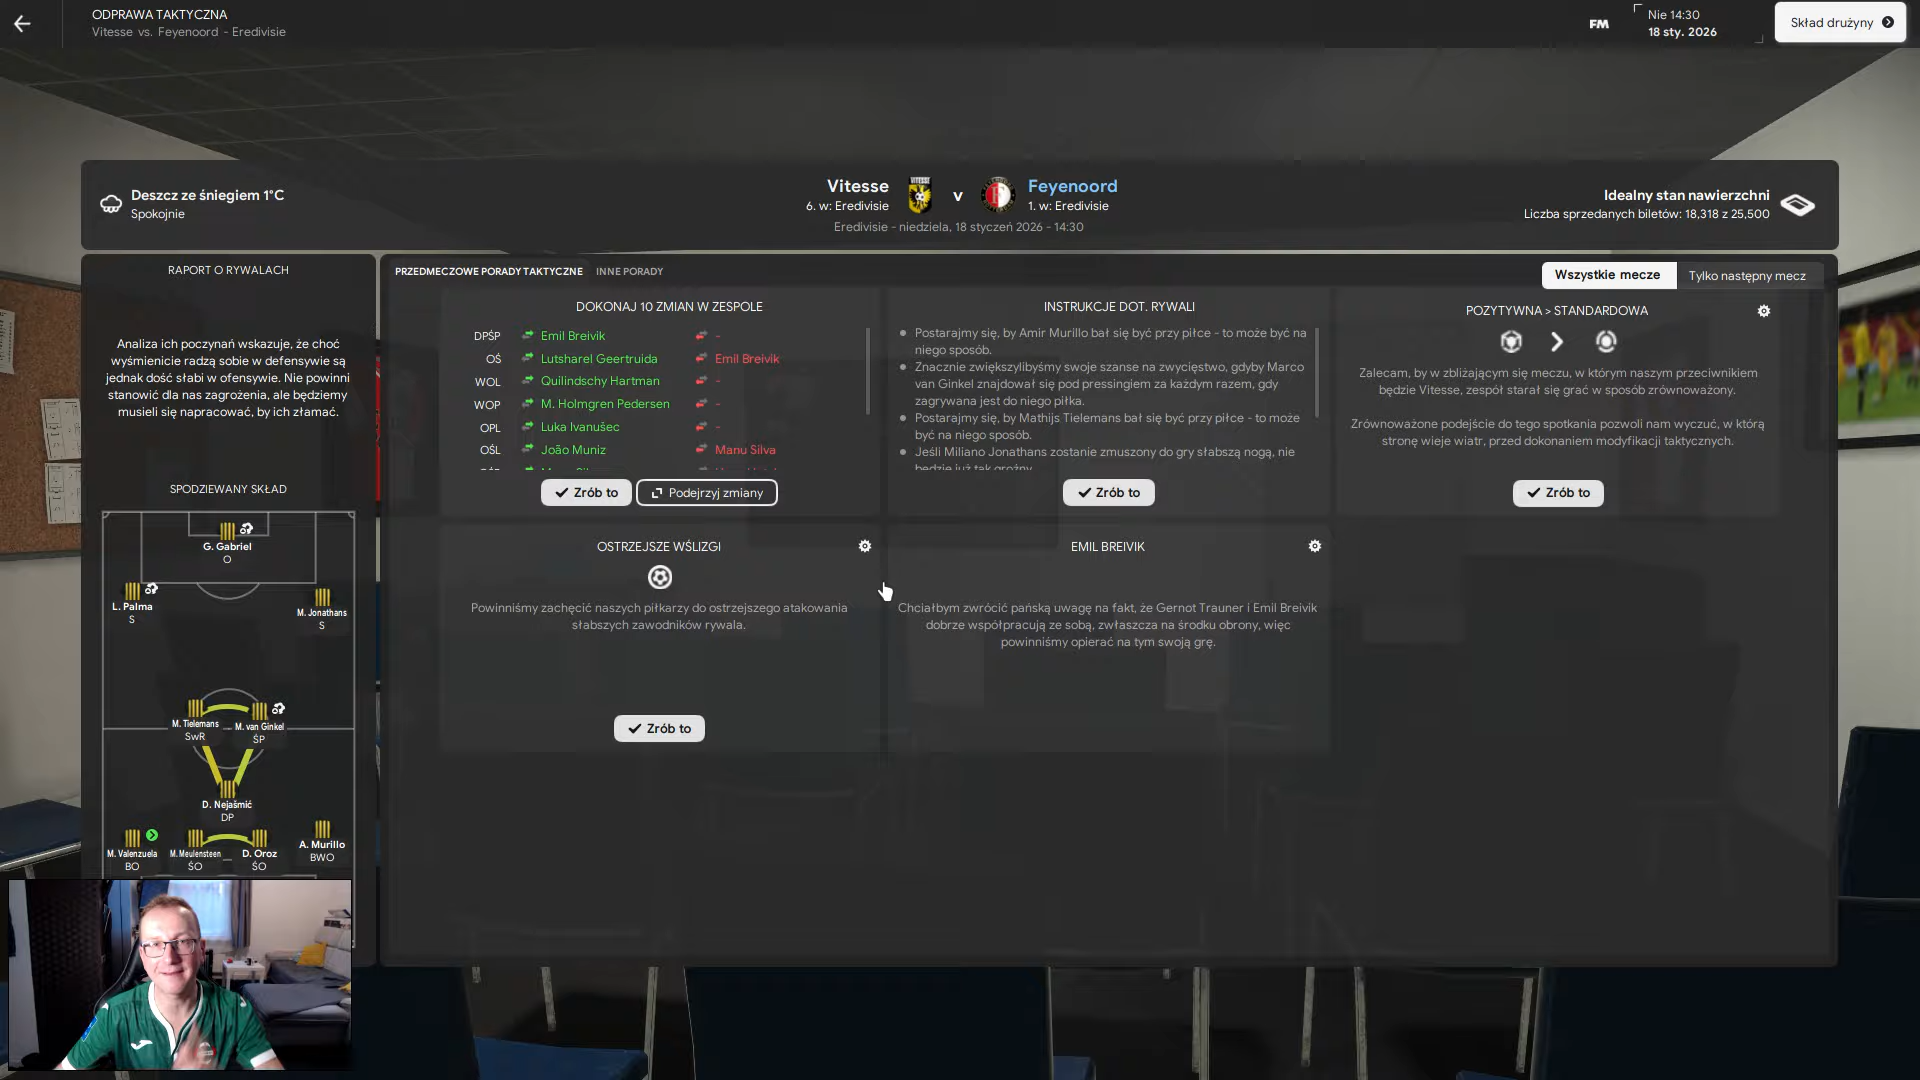 ODPRAWA TAKTYCZNA
Vitesse vs. Feyenoord - Eredivisie
FM
Nie 14:30
18 sty. 2026
Skład drużyny
Deszcz ze śniegiem 1°C
Spokojnie
Vitesse
6. w: Eredivisie
v
Feyenoord
1. w: Eredivisie
Eredivisie - niedziela, 18 styczeń 2026 - 14:30
Idealny stan nawierzchni
Liczba sprzedanych biletów: 18,318 z 25,500
RAPORT O RYWALACH
Analiza ich poczynań wskazuje, że choć
wyśmienicie radzą sobie w defensywie są
jednak dość słabi w ofensywie. Nie powinni
stanowić dla nas zagrożenia, ale będziemy
musieli się napracować, by ich złamać.
SPODZIEWANY SKŁAD
G. Gabriel
O
L. Palma
S
M. Jonathans
S
M. Tielemans
SwR
M. van Ginkel
ŚP
D. Nejašmić
DP
M. Valenzuela
BO
M. Meulensteen
ŚO
D. Oroz
ŚO
A. Murillo
BWO
PRZEDMECZOWE PORADY TAKTYCZNE
INNE PORADY
Wszystkie mecze
Tylko następny mecz
DOKONAJ 10 ZMIAN W ZESPOLE
DPŚP Emil Breivik -
OŚ Lutsharel Geertruida Emil Breivik
WOL Quilindschy Hartman -
WOP M. Holmgren Pedersen -
OPL Luka Ivanušec -
OŚL João Muniz Manu Silva
Zrób to
Podejrzyj zmiany
INSTRUKCJE DOT. RYWALI
Postarajmy się, by Amir Murillo bał się być przy piłce - to może być na
niego sposób.
Znacznie zwiększylibyśmy swoje szanse na zwycięstwo, gdyby Marco
van Ginkel znajdował się pod pressingiem za każdym razem, gdy
zagrywana jest do niego piłka.
Postarajmy się, by Mathijs Tielemans bał się być przy piłce - to może
być na niego sposób.
Jeśli Miliano Jonathans zostanie zmuszony do gry słabszą nogą, nie
będzie już tak groźny.
Zrób to
POZYTYWNA > STANDARDOWA
Zalecam, by w zbliżającym się meczu, w którym naszym przeciwnikiem
będzie Vitesse, zespół starał się grać w sposób zrównoważony.
Zrównoważone podejście do tego spotkania pozwoli nam wyczuć, w którą
stronę wieje wiatr, przed dokonaniem modyfikacji taktycznych.
Zrób to
OSTRZEJSZE WŚLIZGI
Powinniśmy zachęcić naszych piłkarzy do ostrzejszego atakowania
słabszych zawodników rywala.
Zrób to
EMIL BREIVIK
Chciałbym zwrócić pańską uwagę na fakt, że Gernot Trauner i Emil Breivik
dobrze współpracują ze sobą, zwłaszcza na środku obrony, więc
powinniśmy opierać na tym swoją grę.